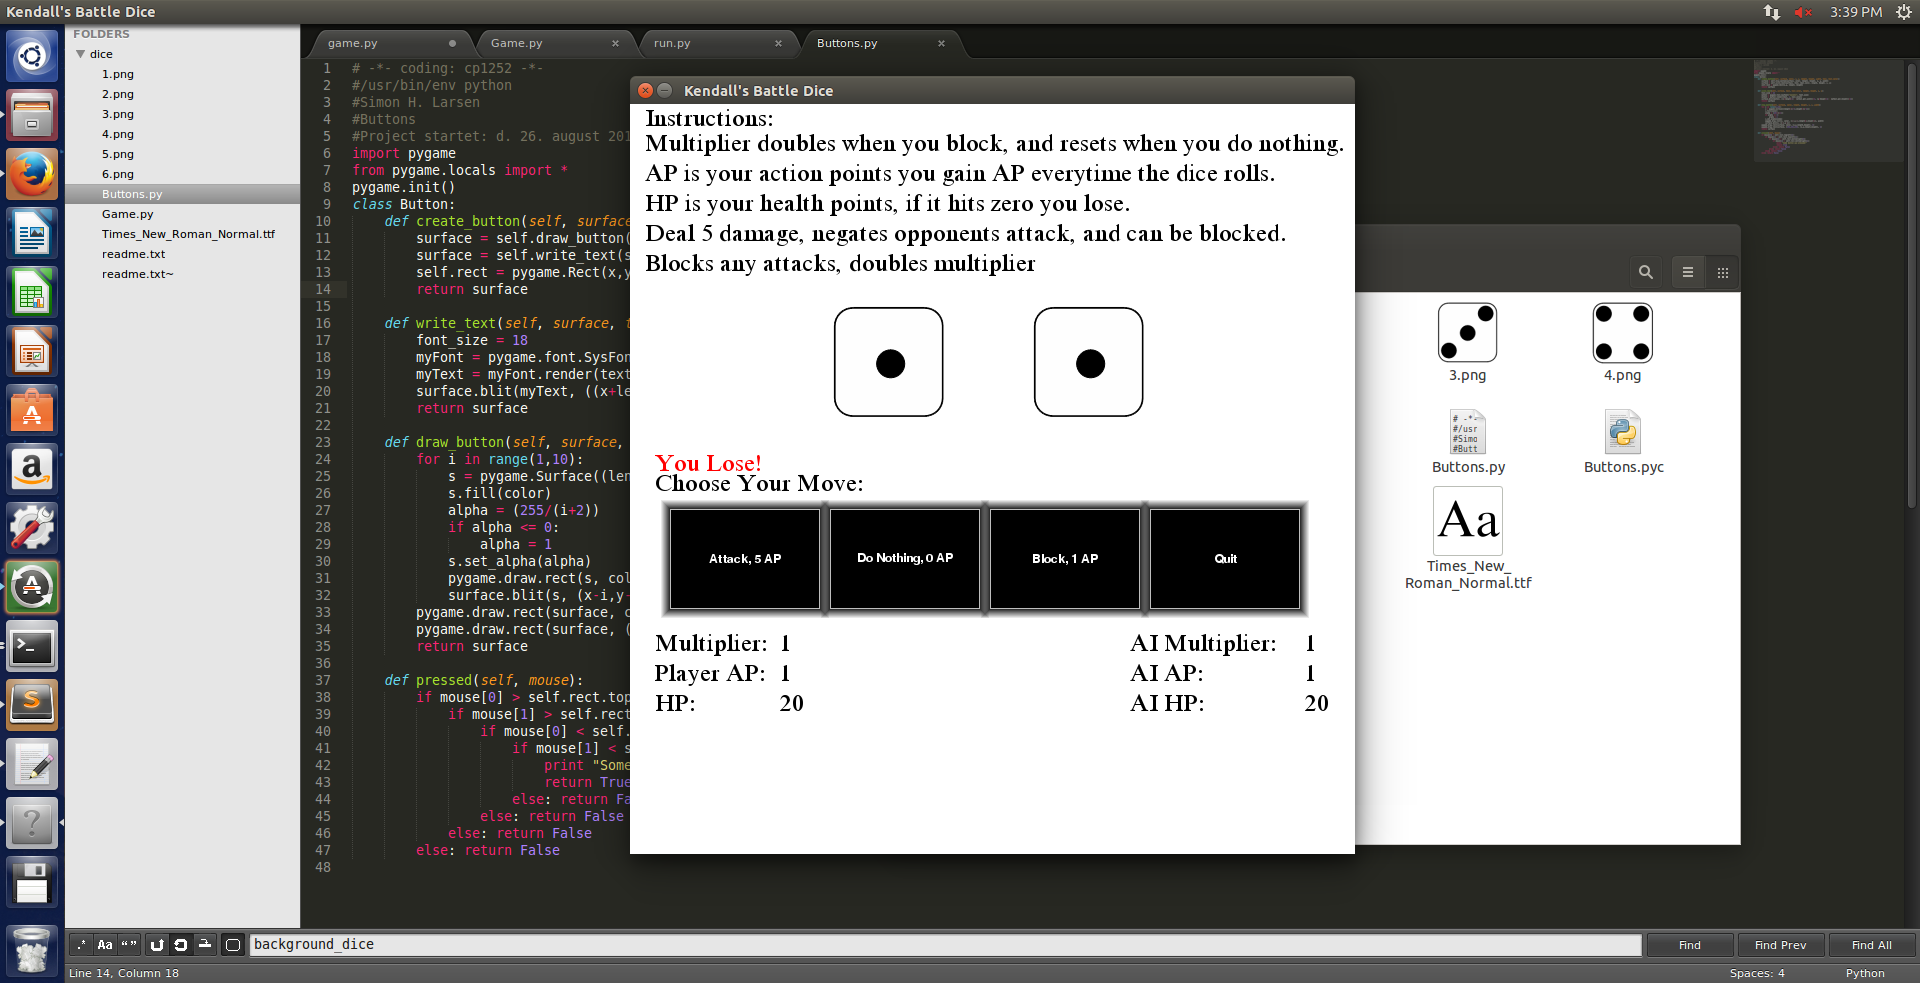 Kendall's Battle Dice
3:39 PM
FOLDERS
dice
1.png
2.png
3.png
4.png
5.png
6.png
Buttons.py
Game.py
Times_New_Roman_Normal.ttf
readme.txt
readme.txt~
game.py
Game.py
run.py
Buttons.py
1 # -*- coding: cp1252 -*-
2 #/usr/bin/env python
3 #Simon H. Larsen
4 #Buttons
5 #Project startet: d. 26. august 201
6 import pygame
7 from pygame.locals import *
8 pygame.init()
9 class Button:
10 def create_button(self, surface
11 surface = self.draw_button(
12 surface = self.write_text(s
13 self.rect = pygame.Rect(x,y
14 return surface
15
16 def write_text(self, surface, t
17 font_size = 18
18 myFont = pygame.font.SysFon
19 myText = myFont.render(text
20 surface.blit(myText, ((x+le
21 return surface
22
23 def draw_button(self, surface,
24 for i in range(1,10):
25 s = pygame.Surface((len
26 s.fill(color)
27 alpha = (255/(i+2))
28 if alpha <= 0:
29 alpha = 1
30 s.set_alpha(alpha)
31 pygame.draw.rect(s, col
32 surface.blit(s, (x-i,y-
33 pygame.draw.rect(surface, c
34 pygame.draw.rect(surface, (
35 return surface
36
37 def pressed(self, mouse):
38 if mouse[0] > self.rect.top
39 if mouse[1] > self.rect
40 if mouse[0] < self.
41 if mouse[1] < s
42 print "Some
43 return True
44 else: return Fa
45 else: return False
46 else: return False
47 else: return False
48
Kendall's Battle Dice
Instructions:
Multiplier doubles when you block, and resets when you do nothing.
AP is your action points you gain AP everytime the dice rolls.
HP is your health points, if it hits zero you lose.
Deal 5 damage, negates opponents attack, and can be blocked.
Blocks any attacks, doubles multiplier
You Lose!
Choose Your Move:
Attack, 5 AP
Do Nothing, 0 AP
Block, 1 AP
Quit
Multiplier: 1
Player AP: 1
HP: 20
AI Multiplier: 1
AI AP: 1
AI HP: 20
3.png
4.png
# -*-
#/usr
#Simo
#Butt
Buttons.py
Buttons.pyc
Aa
Times_New_
Roman_Normal.ttf
.* Aa “”
background_dice
Find
Find Prev
Find All
Line 14, Column 18
Spaces: 4
Python